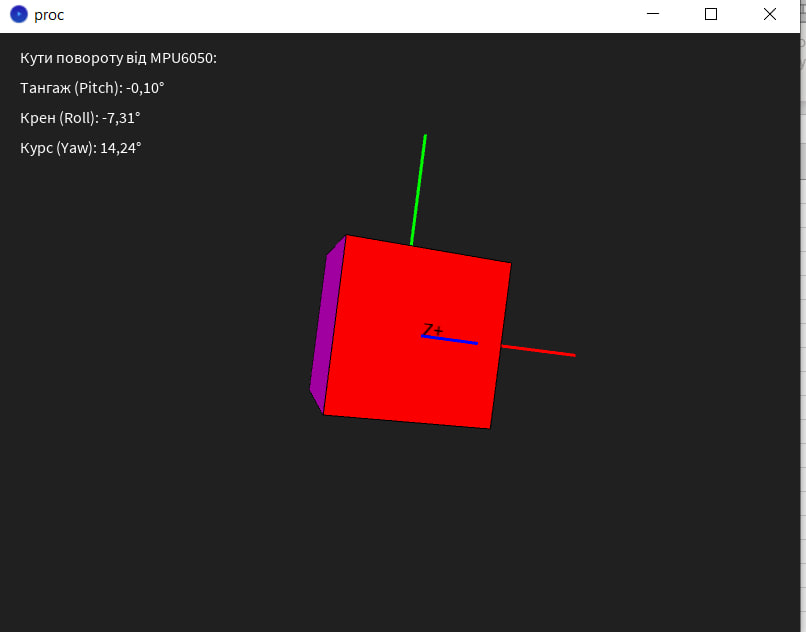 proc
Кути повороту від MPU6050:
Тангаж (Pitch): -0,10°
Крен (Roll): -7,31°
Курс (Yaw): 14,24°
Z+